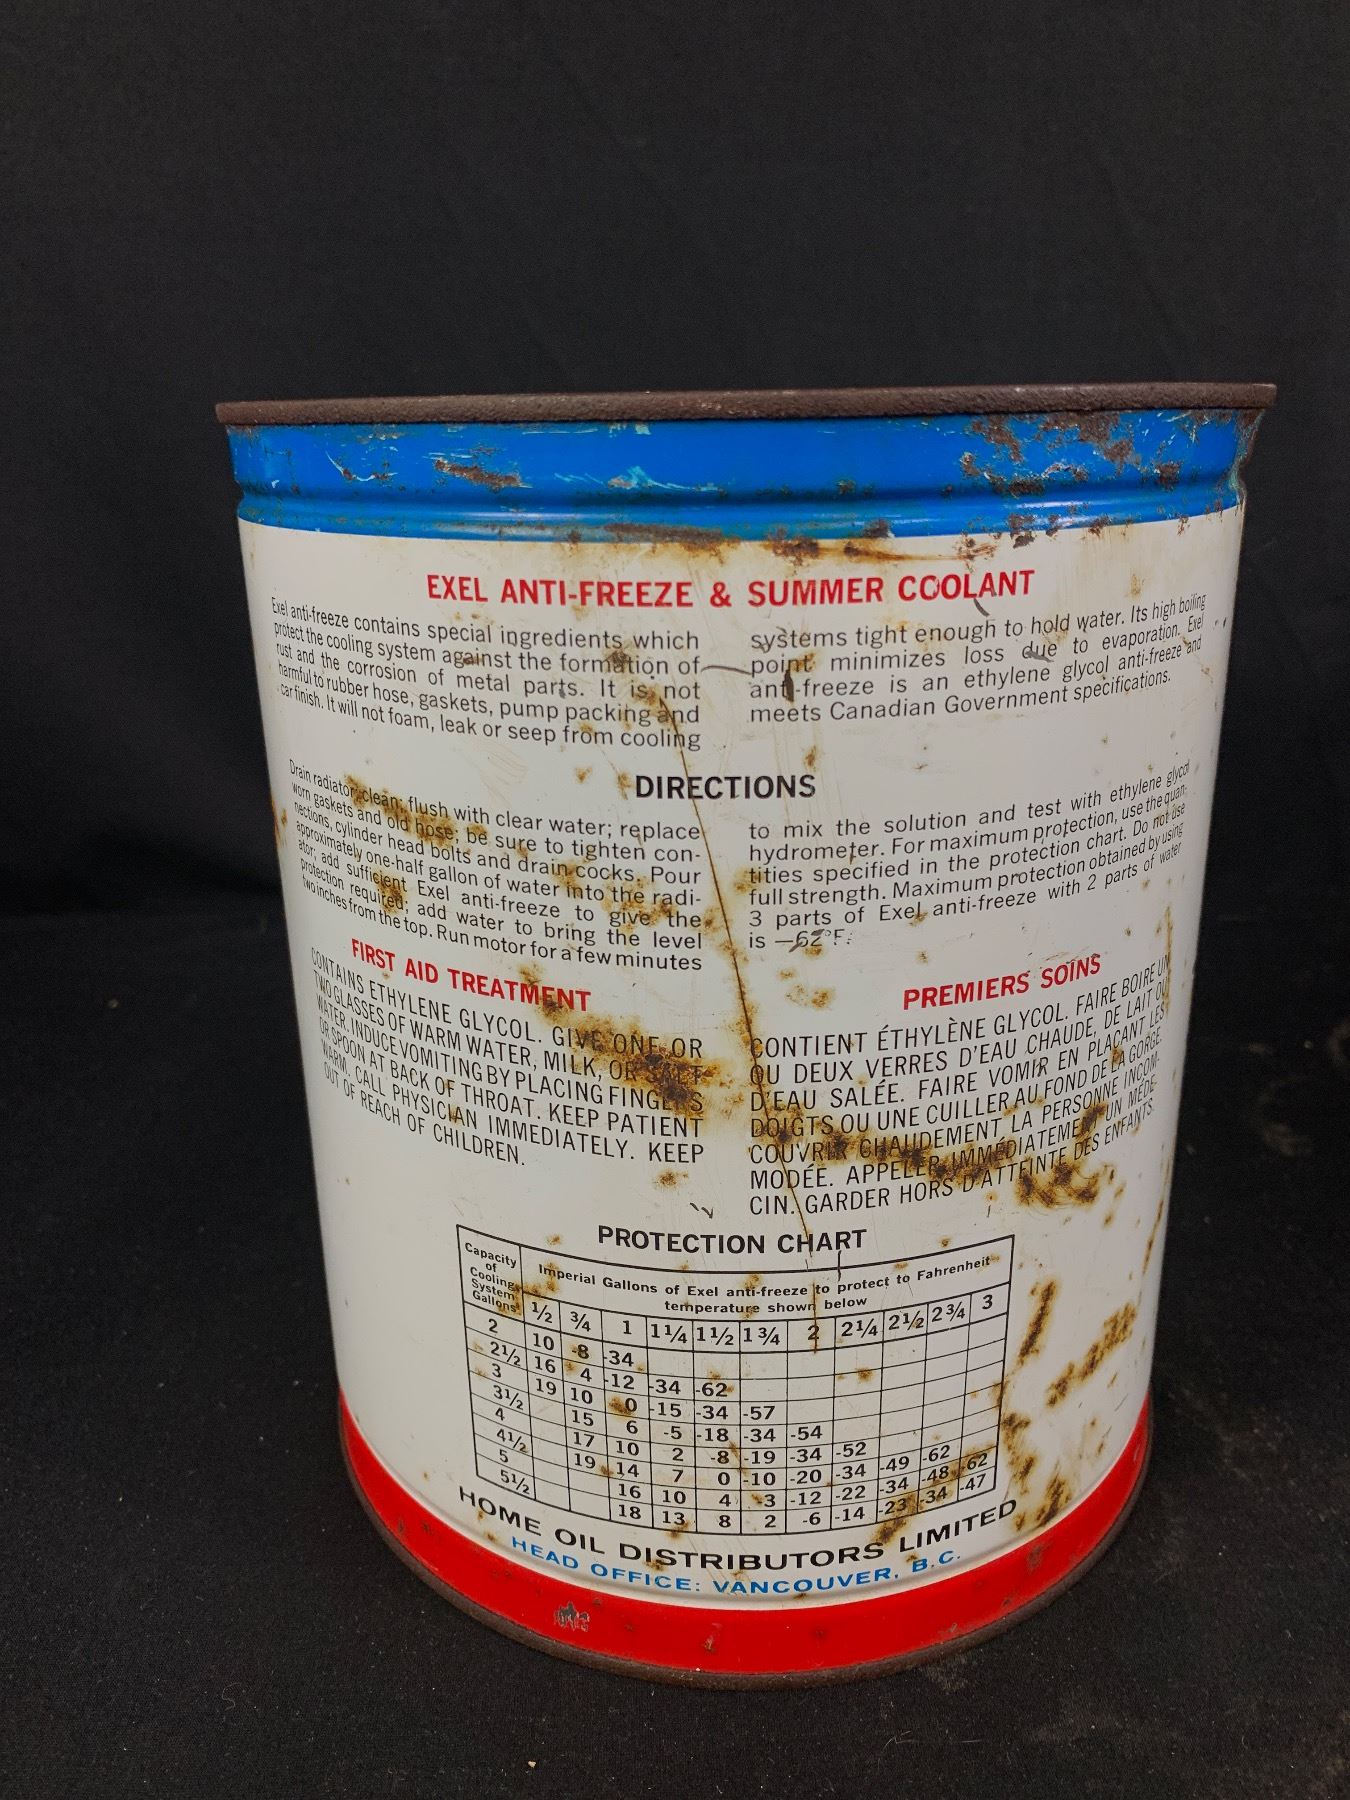 EXEL ANTI-FREEZE & SUMMER COOLANT
Exel anti-freeze contains special ingredients which
protect the cooling system against the formation of
rust and the corrosion of metal parts. It is not
harmful to rubber hose, gaskets, pump packing and
car finish. It will not foam, leak or seep from cooling
systems tight enough to hold water. Its high boiling
point minimizes loss due to evaporation. Exel
anti-freeze is an ethylene glycol anti-freeze and
meets Canadian Government specifications.
DIRECTIONS
Drain radiator clean; flush with clear water; replace
worn gaskets and old hose; be sure to tighten con-
nections, cylinder head bolts and drain cocks. Pour
approximately one-half gallon of water into the radi-
ator; add sufficient Exel anti-freeze to give the
protection required; add water to bring the level
two inches from the top. Run motor for a few minutes
to mix the solution and test with ethylene glycol
hydrometer. For maximum protection, use the quan-
tities specified in the protection chart. Do not use
full strength. Maximum protection obtained by using
3 parts of Exel anti-freeze with 2 parts of water
is —62°F.
FIRST AID TREATMENT
CONTAINS ETHYLENE GLYCOL. GIVE ONE OR
TWO GLASSES OF WARM WATER, MILK, OR SALT
WATER. INDUCE VOMITING BY PLACING FINGERS
OR SPOON AT BACK OF THROAT. KEEP PATIENT
WARM. CALL PHYSICIAN IMMEDIATELY. KEEP
OUT OF REACH OF CHILDREN.
PREMIERS SOINS
CONTIENT ÉTHYLÈNE GLYCOL. FAIRE BOIRE UN
OU DEUX VERRES D'EAU CHAUDE, DE LAIT OU
D'EAU SALÉE. FAIRE VOMIR EN PLAÇANT LES
DOIGTS OU UNE CUILLER AU FOND DE LA GORGE.
COUVRIR CHAUDEMENT LA PERSONNE INCOM-
MODÉE. APPELER IMMÉDIATEMENT UN MÉDE-
CIN. GARDER HORS D'ATTEINTE DES ENFANTS.
PROTECTION CHART
Capacity
of
Cooling
System
Gallons
Imperial Gallons of Exel anti-freeze to protect to Fahrenheit
temperature shown below
½ ¾ 1 1¼ 1½ 1¾ 2 2¼ 2½ 2¾ 3
2 10 -8 -34
2½ 16 4 -12 -34 -62
3 19 10 0 -15 -34 -57
3½ 15 6 -5 -18 -34 -54
4 17 10 2 -8 -19 -34 -52
4½ 19 14 7 0 -10 -20 -34 -49 -62
5 16 10 4 -3 -12 -22 -34 -48 -62
5½ 18 13 8 2 -6 -14 -23 -34 -47
HOME OIL DISTRIBUTORS LIMITED
HEAD OFFICE: VANCOUVER, B.C.